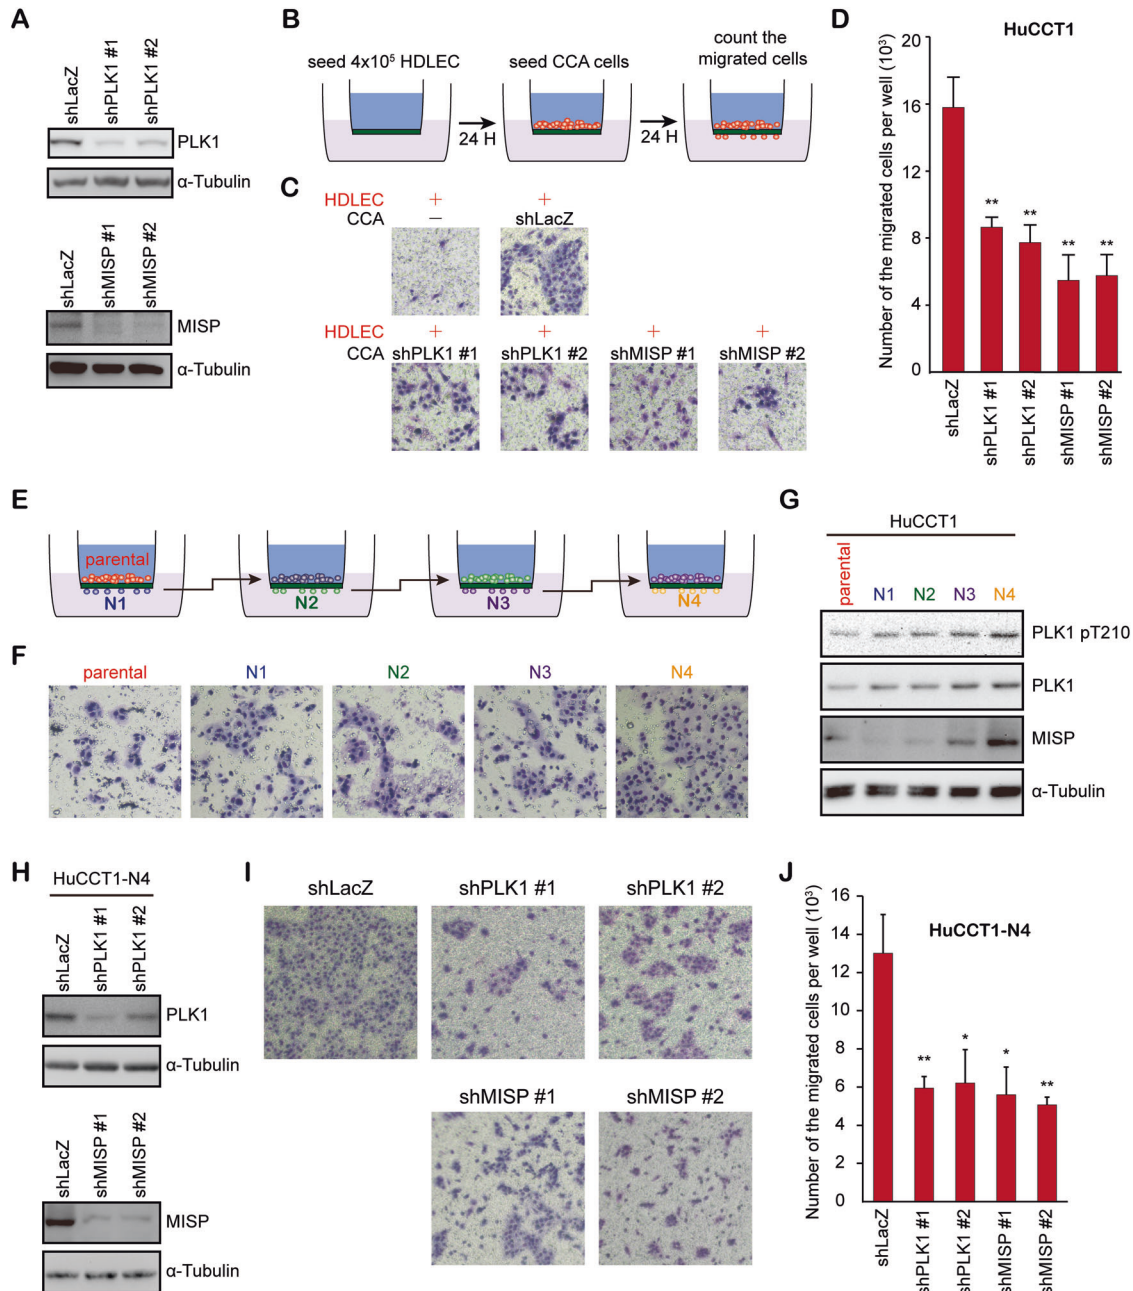 A
shLacZ
shPLK1 #1
shPLK1 #2
PLK1
α-Tubulin
shLacZ
shMISP #1
shMISP #2
MISP
α-Tubulin
B
seed 4x10⁵ HDLEC
seed CCA cells
count the
migrated cells
24 H
24 H
C
HDLEC + +
CCA − shLacZ
HDLEC + + + +
CCA shPLK1 #1 shPLK1 #2 shMISP #1 shMISP #2
D
HuCCT1
Number of the migrated cells per well (10³)
20
16
12
8
4
0
**
**
**
**
shLacZ
shPLK1 #1
shPLK1 #2
shMISP #1
shMISP #2
E
parental
N1
N2
N3
N4
F
parental
N1
N2
N3
N4
G
HuCCT1
parental
N1
N2
N3
N4
PLK1 pT210
PLK1
MISP
α-Tubulin
H
HuCCT1-N4
shLacZ
shPLK1 #1
shPLK1 #2
PLK1
α-Tubulin
shLacZ
shMISP #1
shMISP #2
MISP
α-Tubulin
I
shLacZ
shPLK1 #1
shPLK1 #2
shMISP #1
shMISP #2
J
HuCCT1-N4
Number of the migrated cells per well (10³)
16
14
12
10
8
6
4
2
0
**
*
*
**
shLacZ
shPLK1 #1
shPLK1 #2
shMISP #1
shMISP #2